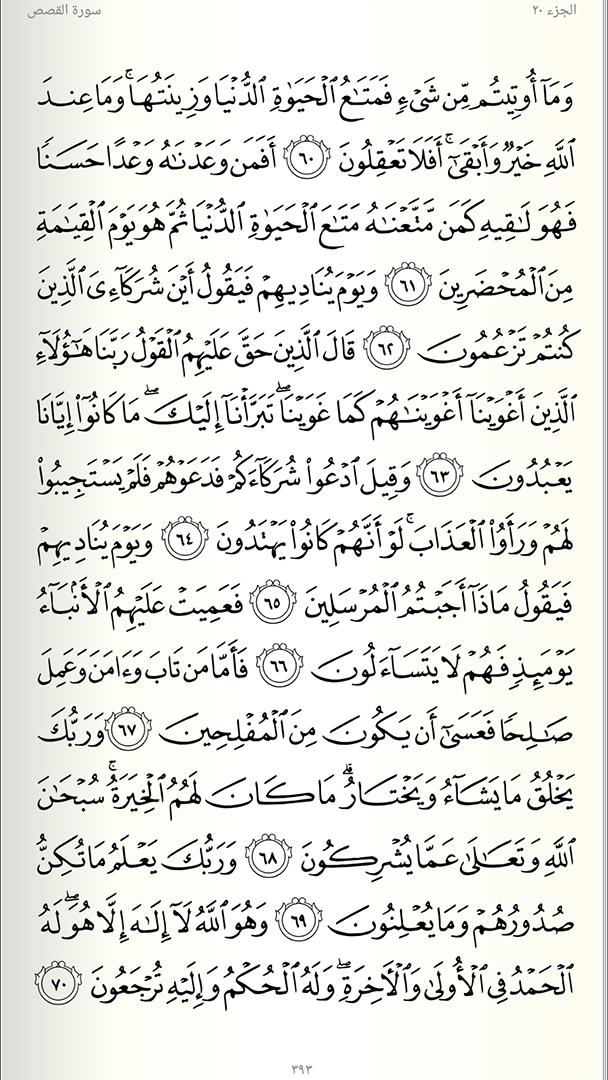 سورة القصص
الجزء ٢٠
وَمَآ أُوتِيتُم مِّن شَىْءٍ فَمَتَـٰعُ ٱلْحَيَوٰةِ ٱلدُّنْيَا وَزِينَتُهَا ۚ وَمَا عِندَ
ٱللَّهِ خَيْرٌ وَأَبْقَىٰٓ ۚ أَفَلَا تَعْقِلُونَ ٦٠ أَفَمَن وَعَدْنَـٰهُ وَعْدًا حَسَنًا
فَهُوَ لَـٰقِيهِ كَمَن مَّتَّعْنَـٰهُ مَتَـٰعَ ٱلْحَيَوٰةِ ٱلدُّنْيَا ثُمَّ هُوَ يَوْمَ ٱلْقِيَـٰمَةِ
مِنَ ٱلْمُحْضَرِينَ ٦١ وَيَوْمَ يُنَادِيهِمْ فَيَقُولُ أَيْنَ شُرَكَآءِىَ ٱلَّذِينَ
كُنتُمْ تَزْعُمُونَ ٦٢ قَالَ ٱلَّذِينَ حَقَّ عَلَيْهِمُ ٱلْقَوْلُ رَبَّنَا هَـٰٓؤُلَآءِ
ٱلَّذِينَ أَغْوَيْنَآ أَغْوَيْنَـٰهُمْ كَمَا غَوَيْنَا ۖ تَبَرَّأْنَآ إِلَيْكَ ۖ مَا كَانُوٓا۟ إِيَّانَا
يَعْبُدُونَ ٦٣ وَقِيلَ ٱدْعُوا۟ شُرَكَآءَكُمْ فَدَعَوْهُمْ فَلَمْ يَسْتَجِيبُوا۟
لَهُمْ وَرَأَوُا۟ ٱلْعَذَابَ ۚ لَوْ أَنَّهُمْ كَانُوا۟ يَهْتَدُونَ ٦٤ وَيَوْمَ يُنَادِيهِمْ
فَيَقُولُ مَاذَآ أَجَبْتُمُ ٱلْمُرْسَلِينَ ٦٥ فَعَمِيَتْ عَلَيْهِمُ ٱلْأَنۢبَآءُ
يَوْمَئِذٍ فَهُمْ لَا يَتَسَآءَلُونَ ٦٦ فَأَمَّا مَن تَابَ وَءَامَنَ وَعَمِلَ
صَـٰلِحًا فَعَسَىٰٓ أَن يَكُونَ مِنَ ٱلْمُفْلِحِينَ ٦٧ وَرَبُّكَ
يَخْلُقُ مَا يَشَآءُ وَيَخْتَارُ ۗ مَا كَانَ لَهُمُ ٱلْخِيَرَةُ ۚ سُبْحَـٰنَ
ٱللَّهِ وَتَعَـٰلَىٰ عَمَّا يُشْرِكُونَ ٦٨ وَرَبُّكَ يَعْلَمُ مَا تُكِنُّ
صُدُورُهُمْ وَمَا يُعْلِنُونَ ٦٩ وَهُوَ ٱللَّهُ لَآ إِلَـٰهَ إِلَّا هُوَ ۖ لَهُ
ٱلْحَمْدُ فِى ٱلْأُولَىٰ وَٱلْـَٔاخِرَةِ ۖ وَلَهُ ٱلْحُكْمُ وَإِلَيْهِ تُرْجَعُونَ ٧٠
٣٩٣